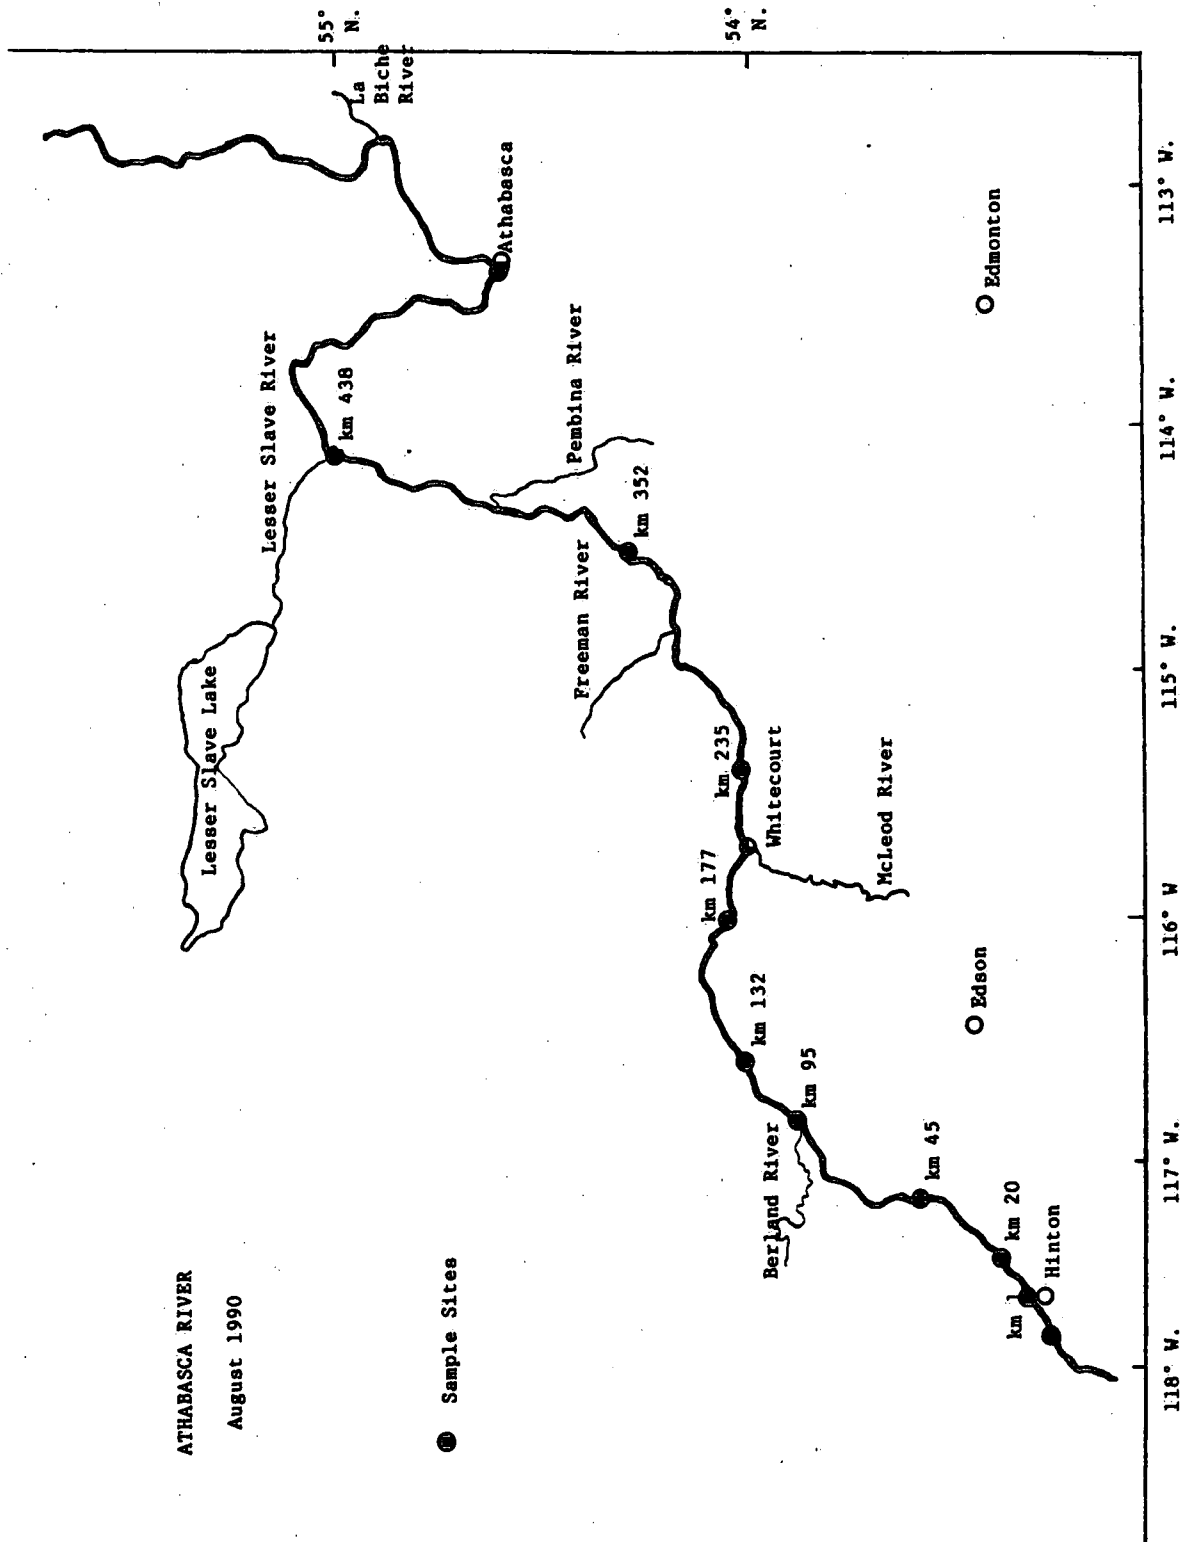 ATHABASCA RIVER
August 1990
Sample Sites
Lesser Slave Lake
Lesser Slave River
La
Biche
River
55°
N.
54°
N.
Athabasca
km 438
Pembina River
km 352
Freeman River
km 235
Whitecourt
McLeod River
km 177
km 132
km 95
Berland River
km 45
km 20
km 1
Hinton
Edson
Edmonton
118° W.
117° W.
116° W
115° W.
114° W.
113° W.